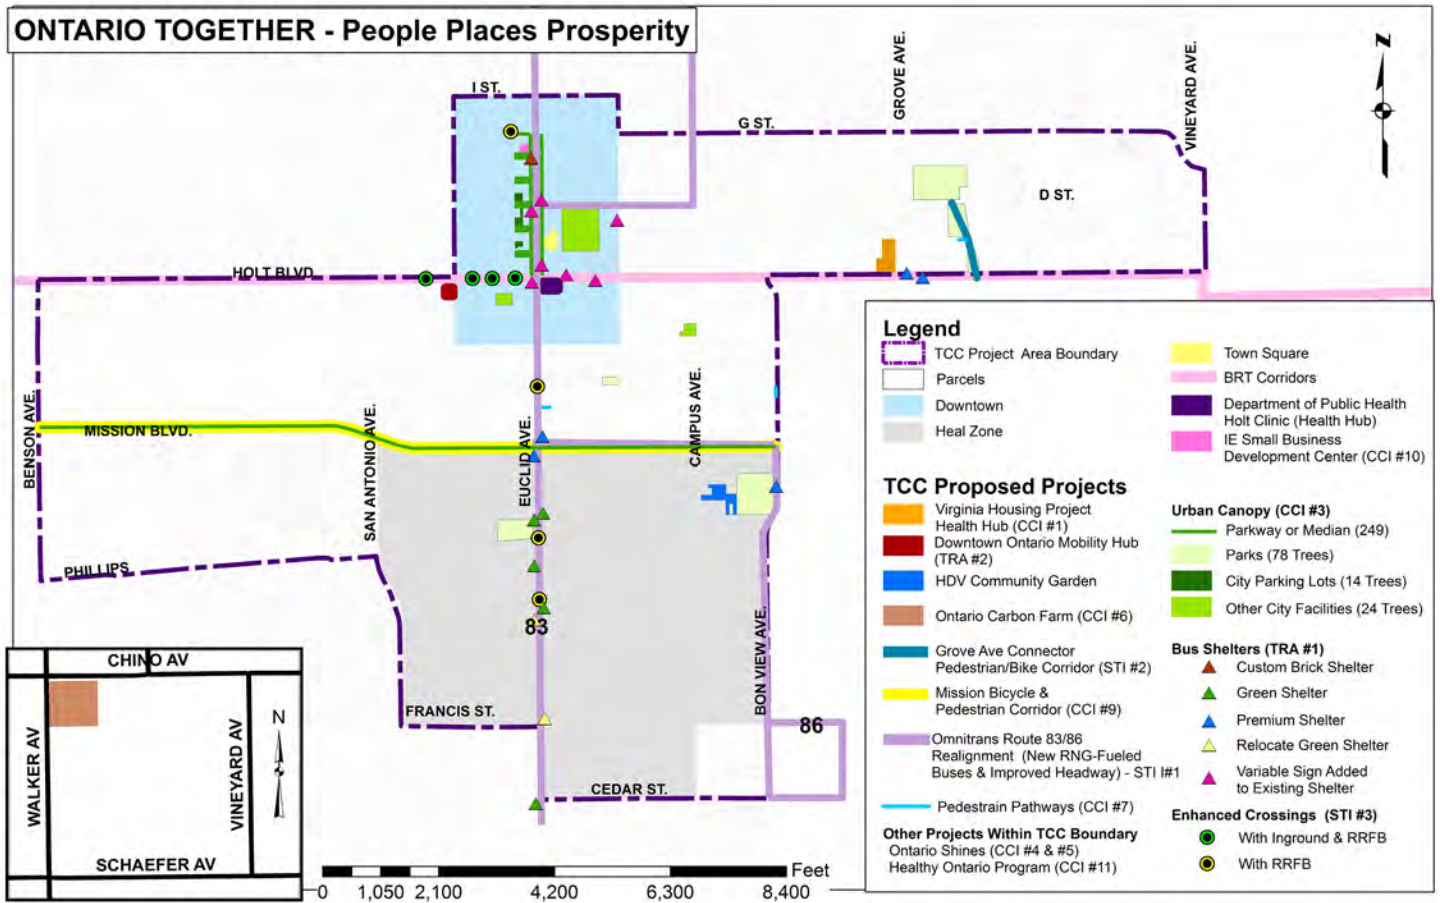 ONTARIO TOGETHER - People Places Prosperity
I ST.
G ST.
GROVE AVE.
VINEYARD AVE.
N
D ST.
HOLT BLVD
BENSON AVE.
MISSION BLVD.
SAN ANTONIO AVE.
EUCLID AVE.
CAMPUS AVE.
PHILLIPS
83
BON VIEW AVE.
FRANCIS ST.
86
CEDAR ST.
CHINO AV
WALKER AV
VINEYARD AV
N
SCHAEFER AV
Feet
0 1,050 2,100 4,200 6,300 8,400
Legend
TCC Project Area Boundary
Parcels
Downtown
Heal Zone
Town Square
BRT Corridors
Department of Public Health
Holt Clinic (Health Hub)
IE Small Business
Development Center (CCI #10)
TCC Proposed Projects
Virginia Housing Project
Health Hub (CCI #1)
Downtown Ontario Mobility Hub
(TRA #2)
HDV Community Garden
Ontario Carbon Farm (CCI #6)
Grove Ave Connector
Pedestrian/Bike Corridor (STI #2)
Mission Bicycle &
Pedestrian Corridor (CCI #9)
Omnitrans Route 83/86
Realignment (New RNG-Fueled
Buses & Improved Headway) - STI I#1
Pedestrain Pathways (CCI #7)
Other Projects Within TCC Boundary
Ontario Shines (CCI #4 & #5)
Healthy Ontario Program (CCI #11)
Urban Canopy (CCI #3)
Parkway or Median (249)
Parks (78 Trees)
City Parking Lots (14 Trees)
Other City Facilities (24 Trees)
Bus Shelters (TRA #1)
Custom Brick Shelter
Green Shelter
Premium Shelter
Relocate Green Shelter
Variable Sign Added
to Existing Shelter
Enhanced Crossings (STI #3)
With Inground & RRFB
With RRFB